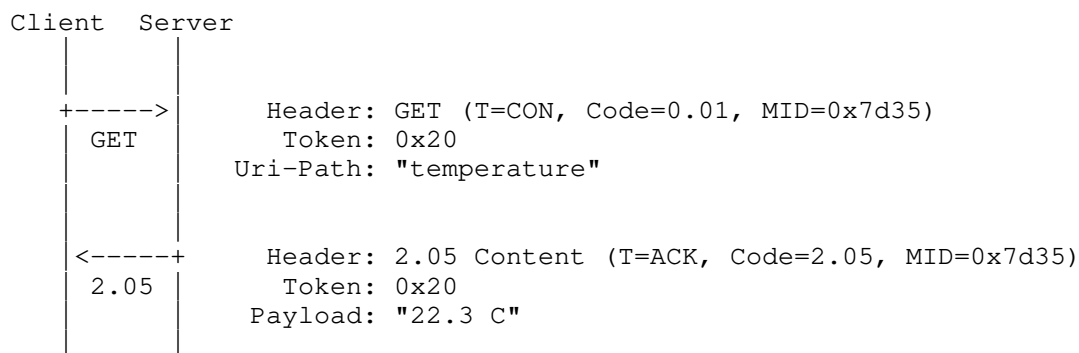 Client  Server
   |      |
   |      |
   +----->|     Header: GET (T=CON, Code=0.01, MID=0x7d35)
   | GET  |      Token: 0x20
   |      |   Uri-Path: "temperature"
   |      |
   |      |
   |<-----+     Header: 2.05 Content (T=ACK, Code=2.05, MID=0x7d35)
   | 2.05 |      Token: 0x20
   |      |    Payload: "22.3 C"
   |      |